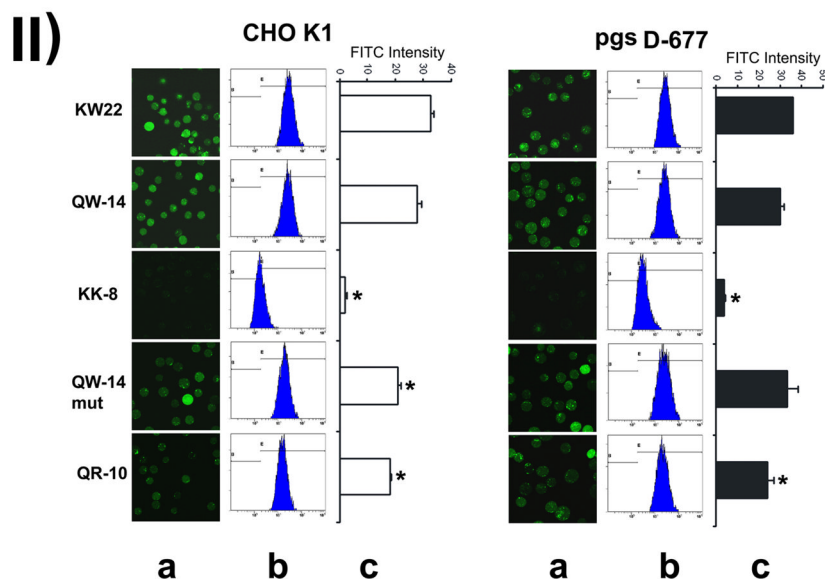 II)
CHO K1
pgs D-677
FITC Intensity
0 10 20 30 40
FITC Intensity
0 10 20 30 40 50
KW22
QW-14
KK-8
*
*
QW-14
mut
*
QR-10
*
*
a b c
a b c